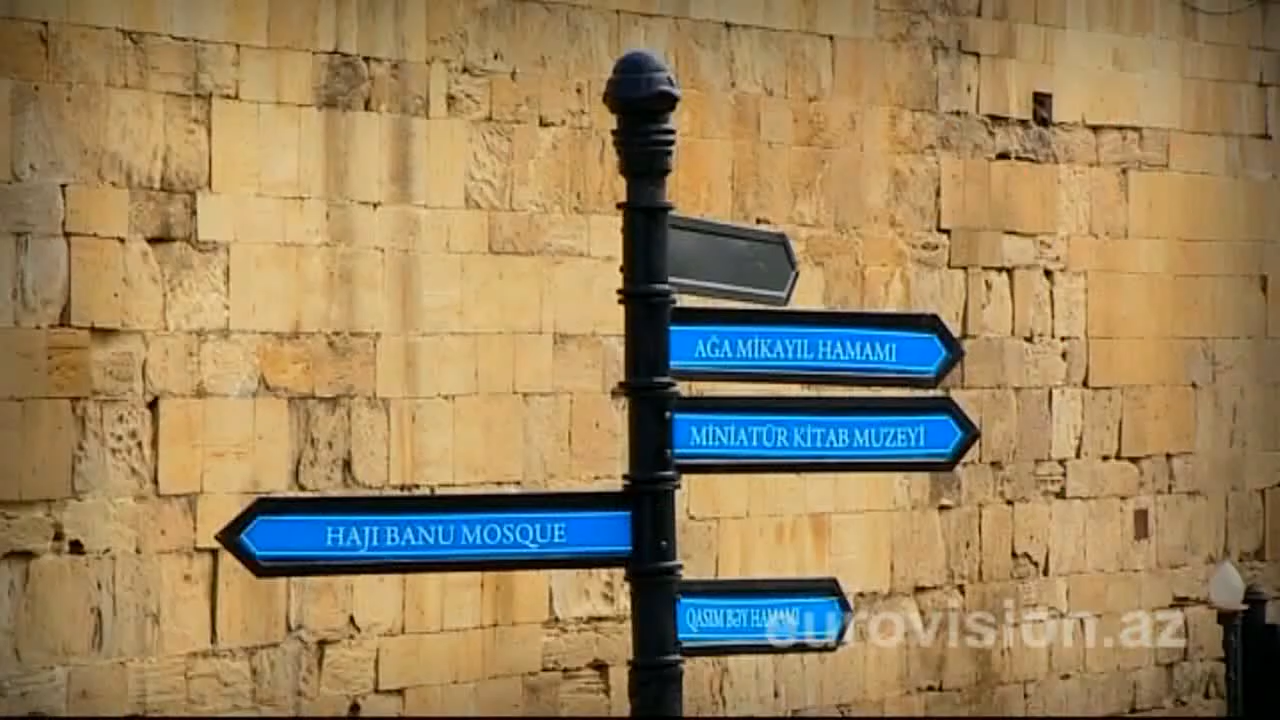 AĞA MİKAYIL HAMAMI
MİNİATÜR KİTAB MUZEYİ
HAJI BANU MOSQUE
QASIM BƏY HAMAMI
eurovision.az